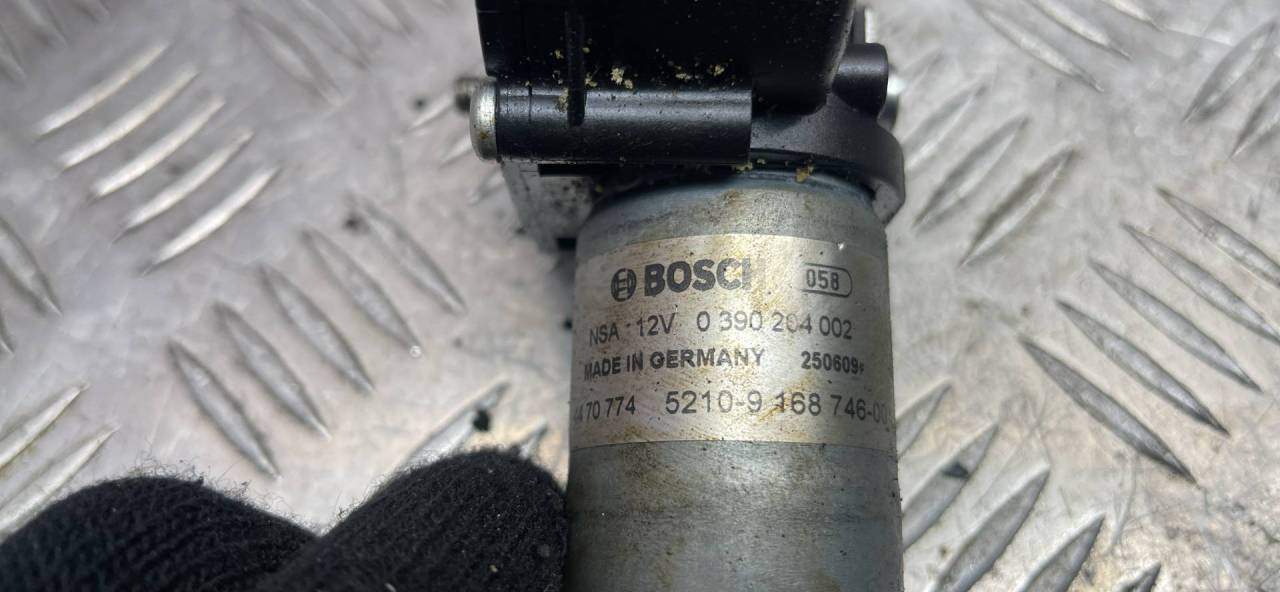 BOSCH 058
NSA 12V 0 390 204 002
MADE IN GERMANY 250609
70 774 5210-9 168 746-00